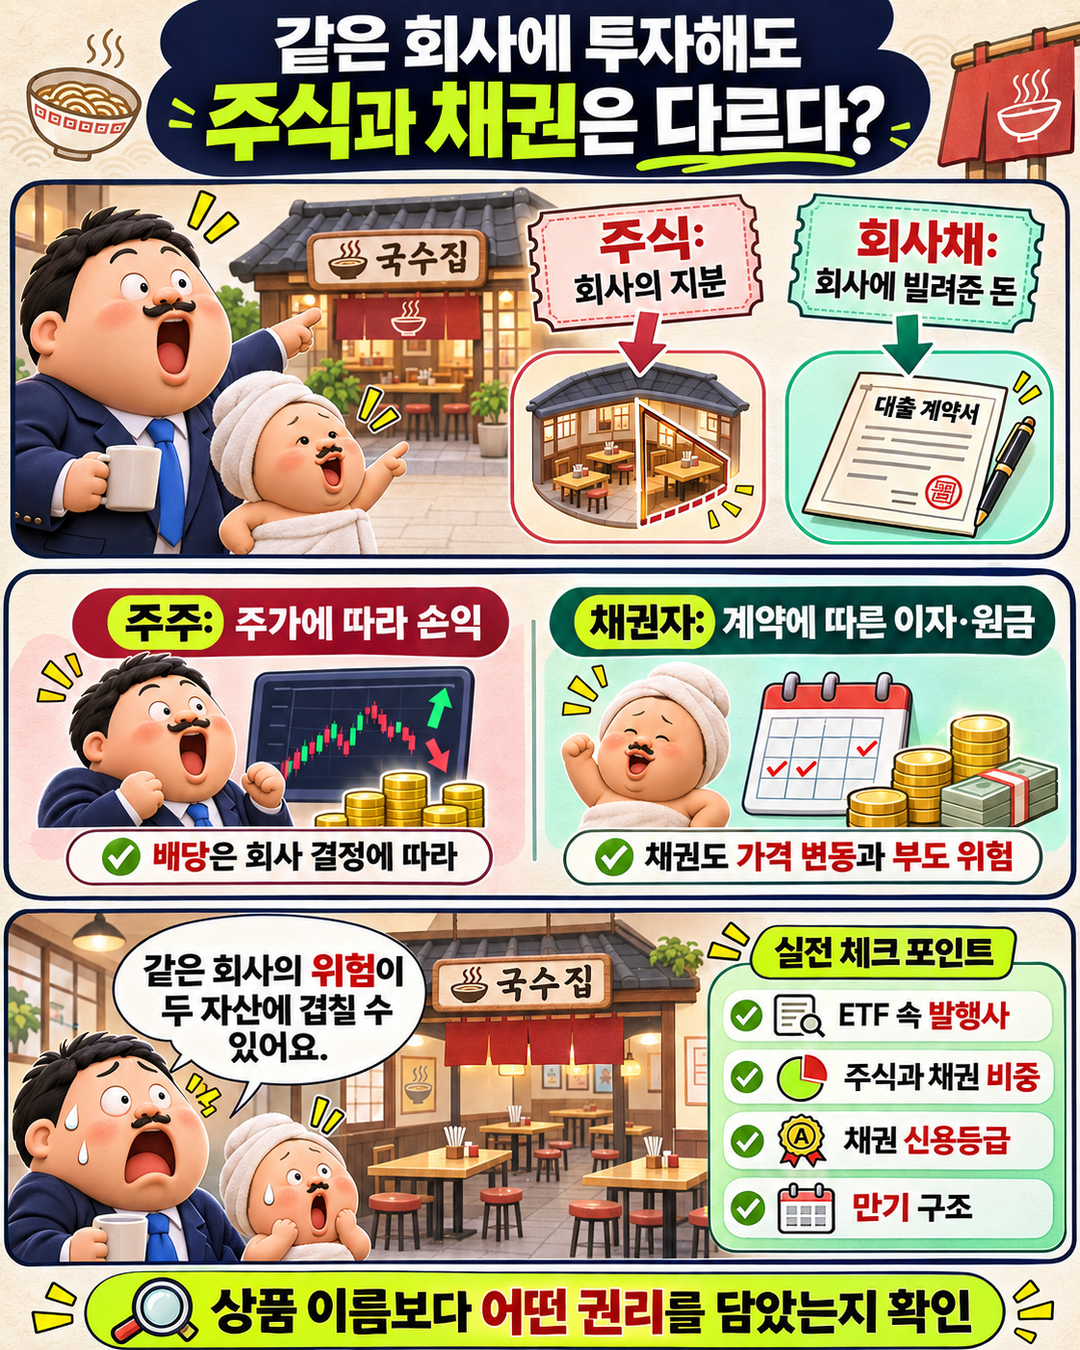 같은 회사에 투자해도
주식과 채권은 다르다?
국수집
주식:
회사의 지분
회사채:
회사에 빌려준 돈
대출 계약서
주주: 주가에 따라 손익
배당은 회사 결정에 따라
채권자: 계약에 따른 이자·원금
채권도 가격 변동과 부도 위험
같은 회사의 위험이
두 자산에 겹칠 수
있어요.
국수집
실전 체크 포인트
ETF 속 발행사
주식과 채권 비중
A
채권 신용등급
만기 구조
상품 이름보다 어떤 권리를 담았는지 확인